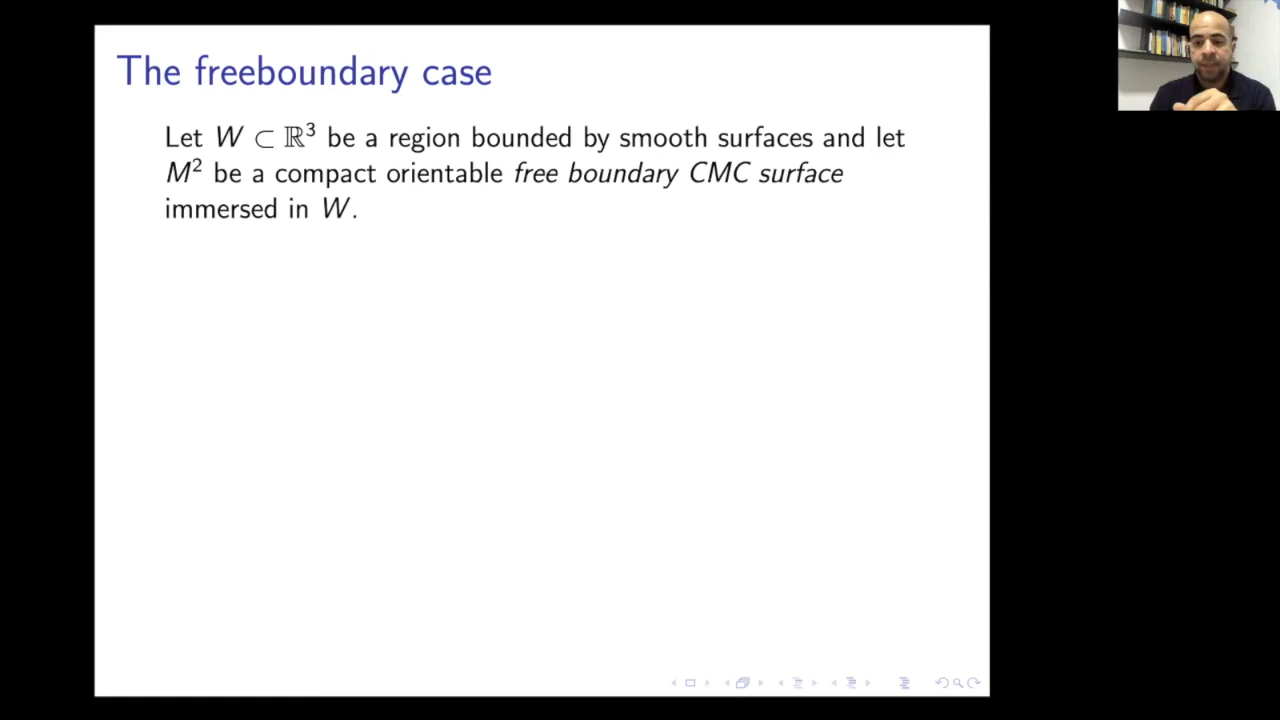 The freeboundary case
Let W ⊂ ℝ³ be a region bounded by smooth surfaces and let
M² be a compact orientable free boundary CMC surface
immersed in W.